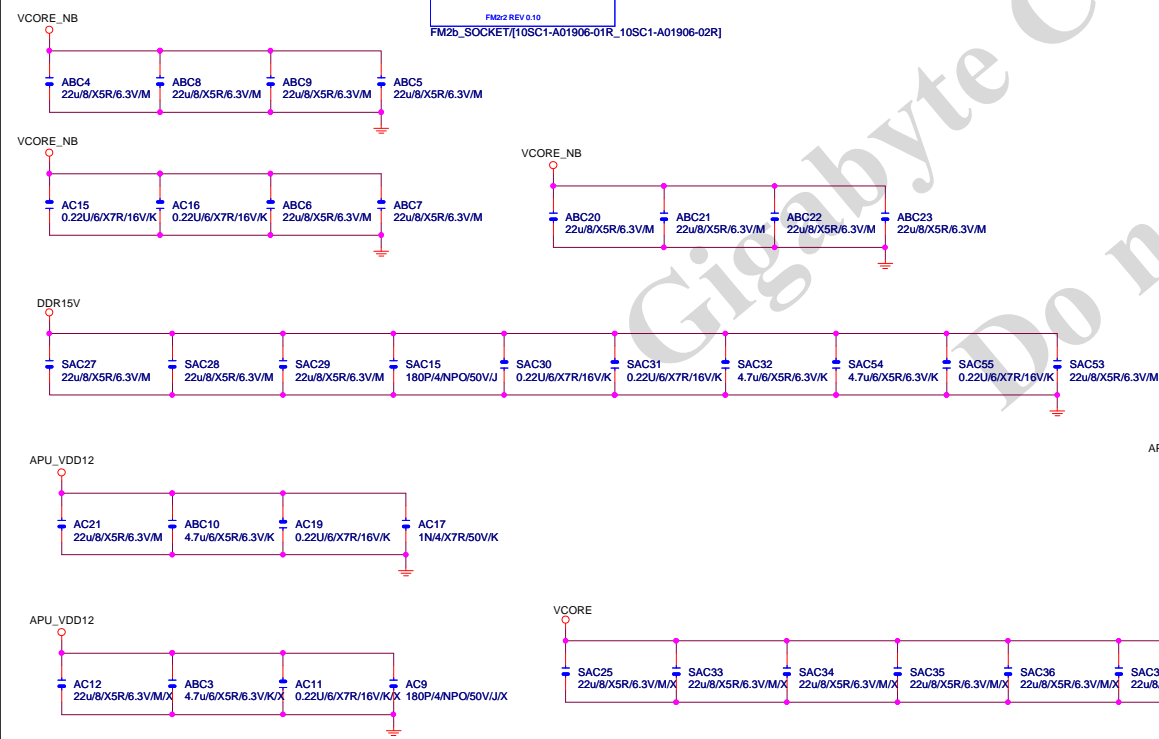 FM2r2 REV 0.10
FM2b_SOCKET/[10SC1-A01906-01R_10SC1-A01906-02R]
VCORE_NB
ABC4
22u/8/X5R/6.3V/M
ABC8
22u/8/X5R/6.3V/M
ABC9
22u/8/X5R/6.3V/M
ABC5
22u/8/X5R/6.3V/M
VCORE_NB
AC15
0.22U/6/X7R/16V/K
AC16
0.22U/6/X7R/16V/K
ABC6
22u/8/X5R/6.3V/M
ABC7
22u/8/X5R/6.3V/M
VCORE_NB
ABC20
22u/8/X5R/6.3V/M
ABC21
22u/8/X5R/6.3V/M
ABC22
22u/8/X5R/6.3V/M
ABC23
22u/8/X5R/6.3V/M
DDR15V
SAC27
22u/8/X5R/6.3V/M
SAC28
22u/8/X5R/6.3V/M
SAC29
22u/8/X5R/6.3V/M
SAC15
180P/4/NPO/50V/J
SAC30
0.22U/6/X7R/16V/K
SAC31
0.22U/6/X7R/16V/K
SAC32
4.7u/6/X5R/6.3V/K
SAC54
4.7u/6/X5R/6.3V/K
SAC55
0.22U/6/X7R/16V/K
SAC53
22u/8/X5R/6.3V/M
APU_VDD12
AC21
22u/8/X5R/6.3V/M
ABC10
4.7u/6/X5R/6.3V/K
AC19
0.22U/6/X7R/16V/K
AC17
1N/4/X7R/50V/K
AP
APU_VDD12
AC12
22u/8/X5R/6.3V/M/X
ABC3
4.7u/6/X5R/6.3V/K/X
AC11
0.22U/6/X7R/16V/K/X
AC9
180P/4/NPO/50V/J/X
VCORE
SAC25
22u/8/X5R/6.3V/M/X
SAC33
22u/8/X5R/6.3V/M/X
SAC34
22u/8/X5R/6.3V/M/X
SAC35
22u/8/X5R/6.3V/M/X
SAC36
22u/8/X5R/6.3V/M/X
SAC3
22u/8
Gigabyte C
Do n